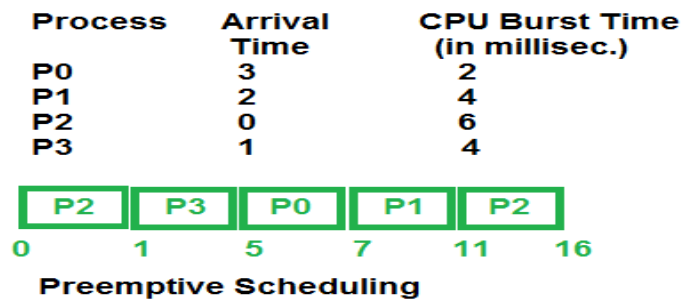 Process Arrival Time CPU Burst Time (in millisec.)
P0 3 2
P1 2 4
P2 0 6
P3 1 4
P2 P3 P0 P1 P2
0 1 5 7 11 16
Preemptive Scheduling